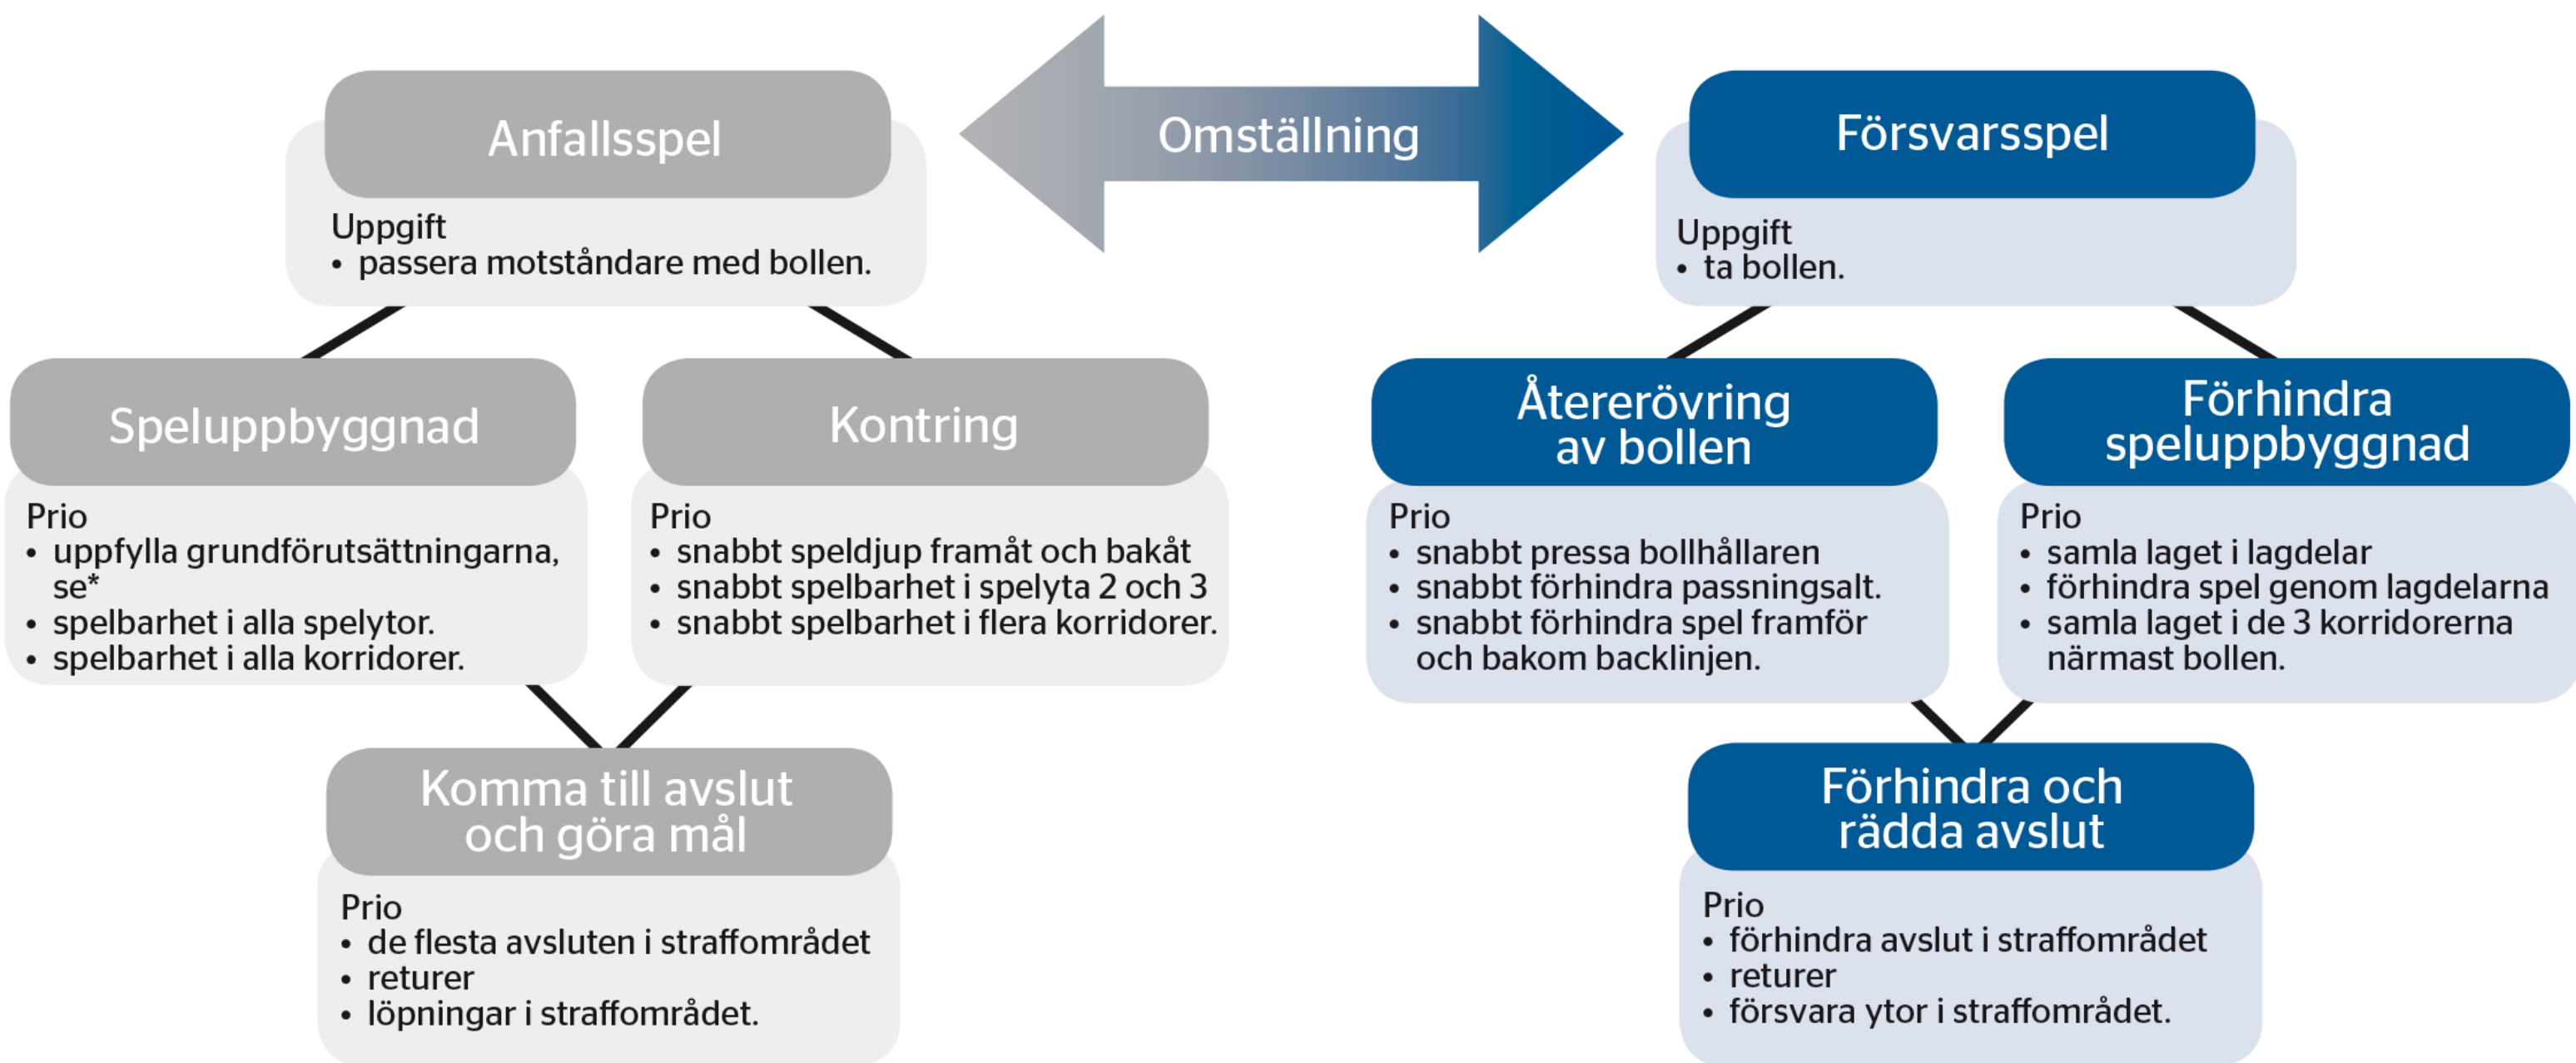 Anfallsspel
Uppgift
• passera motståndare med bollen.
Omställning
Försvarsspel
Uppgift
• ta bollen.
Speluppbyggnad
Prio
• uppfylla grundförutsättningarna,
se*
• spelbarhet i alla spelytor.
• spelbarhet i alla korridorer.
Kontring
Prio
• snabbt speldjup framåt och bakåt
• snabbt spelbarhet i spelyta 2 och 3
• snabbt spelbarhet i flera korridorer.
Återerövring
av bollen
Prio
• snabbt pressa bollhållaren
• snabbt förhindra passningsalt.
• snabbt förhindra spel framför
och bakom backlinjen.
Förhindra
speluppbyggnad
Prio
• samla laget i lagdelar
• förhindra spel genom lagdelarna
• samla laget i de 3 korridorerna
närmast bollen.
Komma till avslut
och göra mål
Prio
• de flesta avsluten i straffområdet
• returer
• löpningar i straffområdet.
Förhindra och
rädda avslut
Prio
• förhindra avslut i straffområdet
• returer
• försvara ytor i straffområdet.